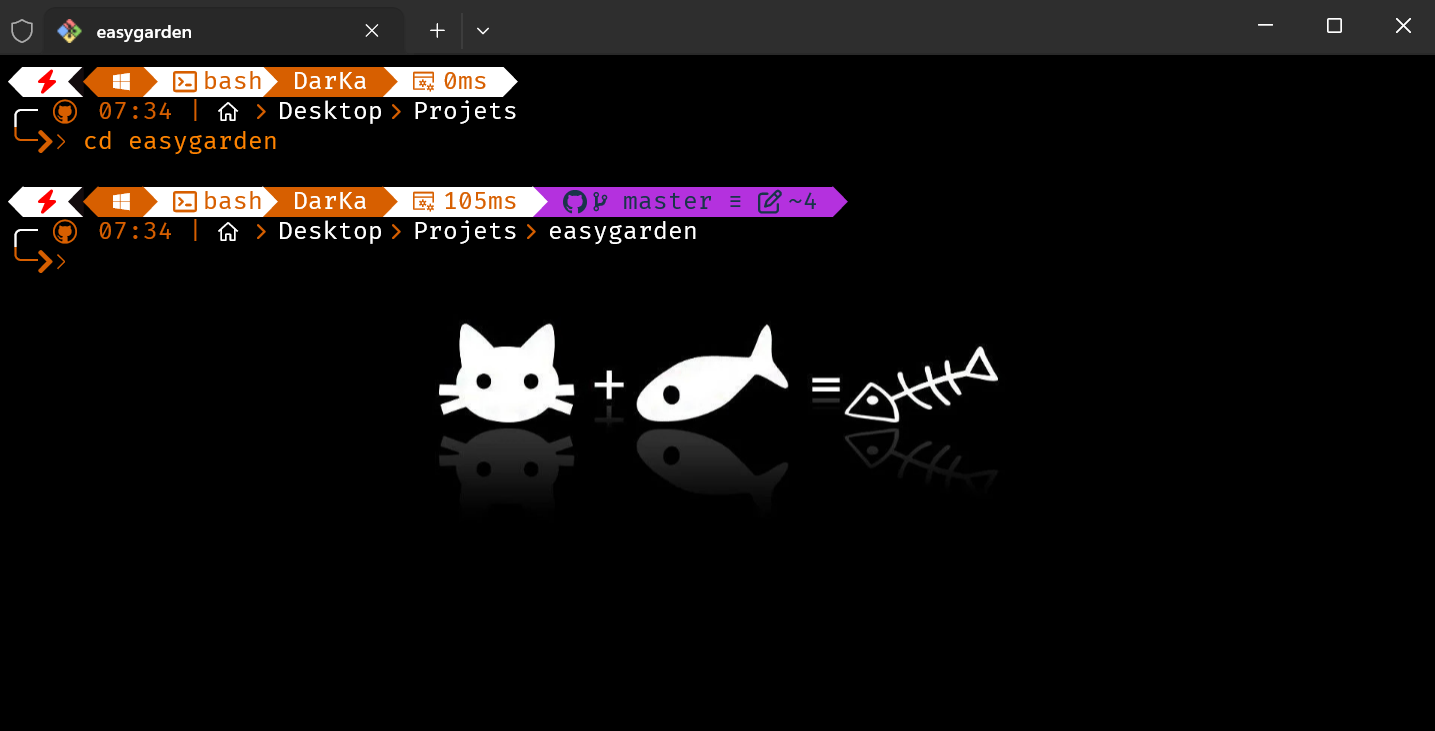 easygarden
bash DarKa 0ms
07:34 | > Desktop > Projets
> cd easygarden
bash DarKa 105ms master ≡ ~4
07:34 | > Desktop > Projets > easygarden
>
+ =